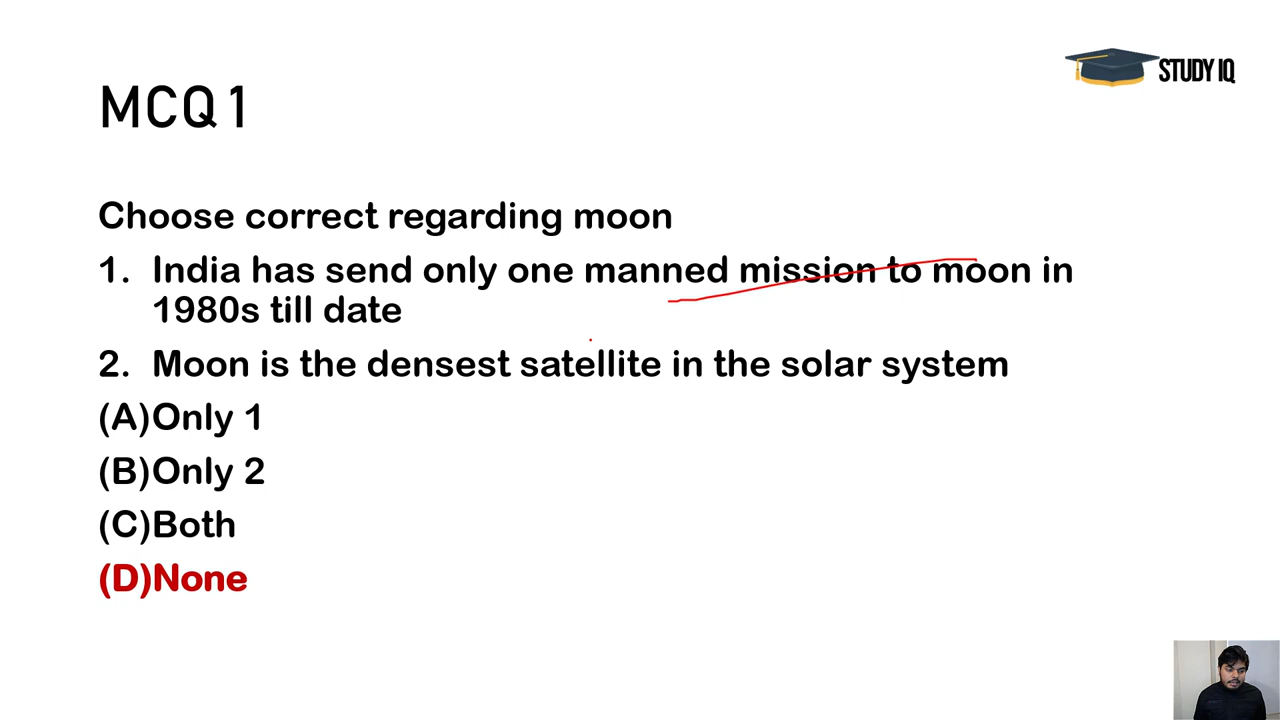 STUDY IQ
MCQ 1
Choose correct regarding moon
1. India has send only one manned mission to moon in
1980s till date
2. Moon is the densest satellite in the solar system
(A)Only 1
(B)Only 2
(C)Both
(D)None